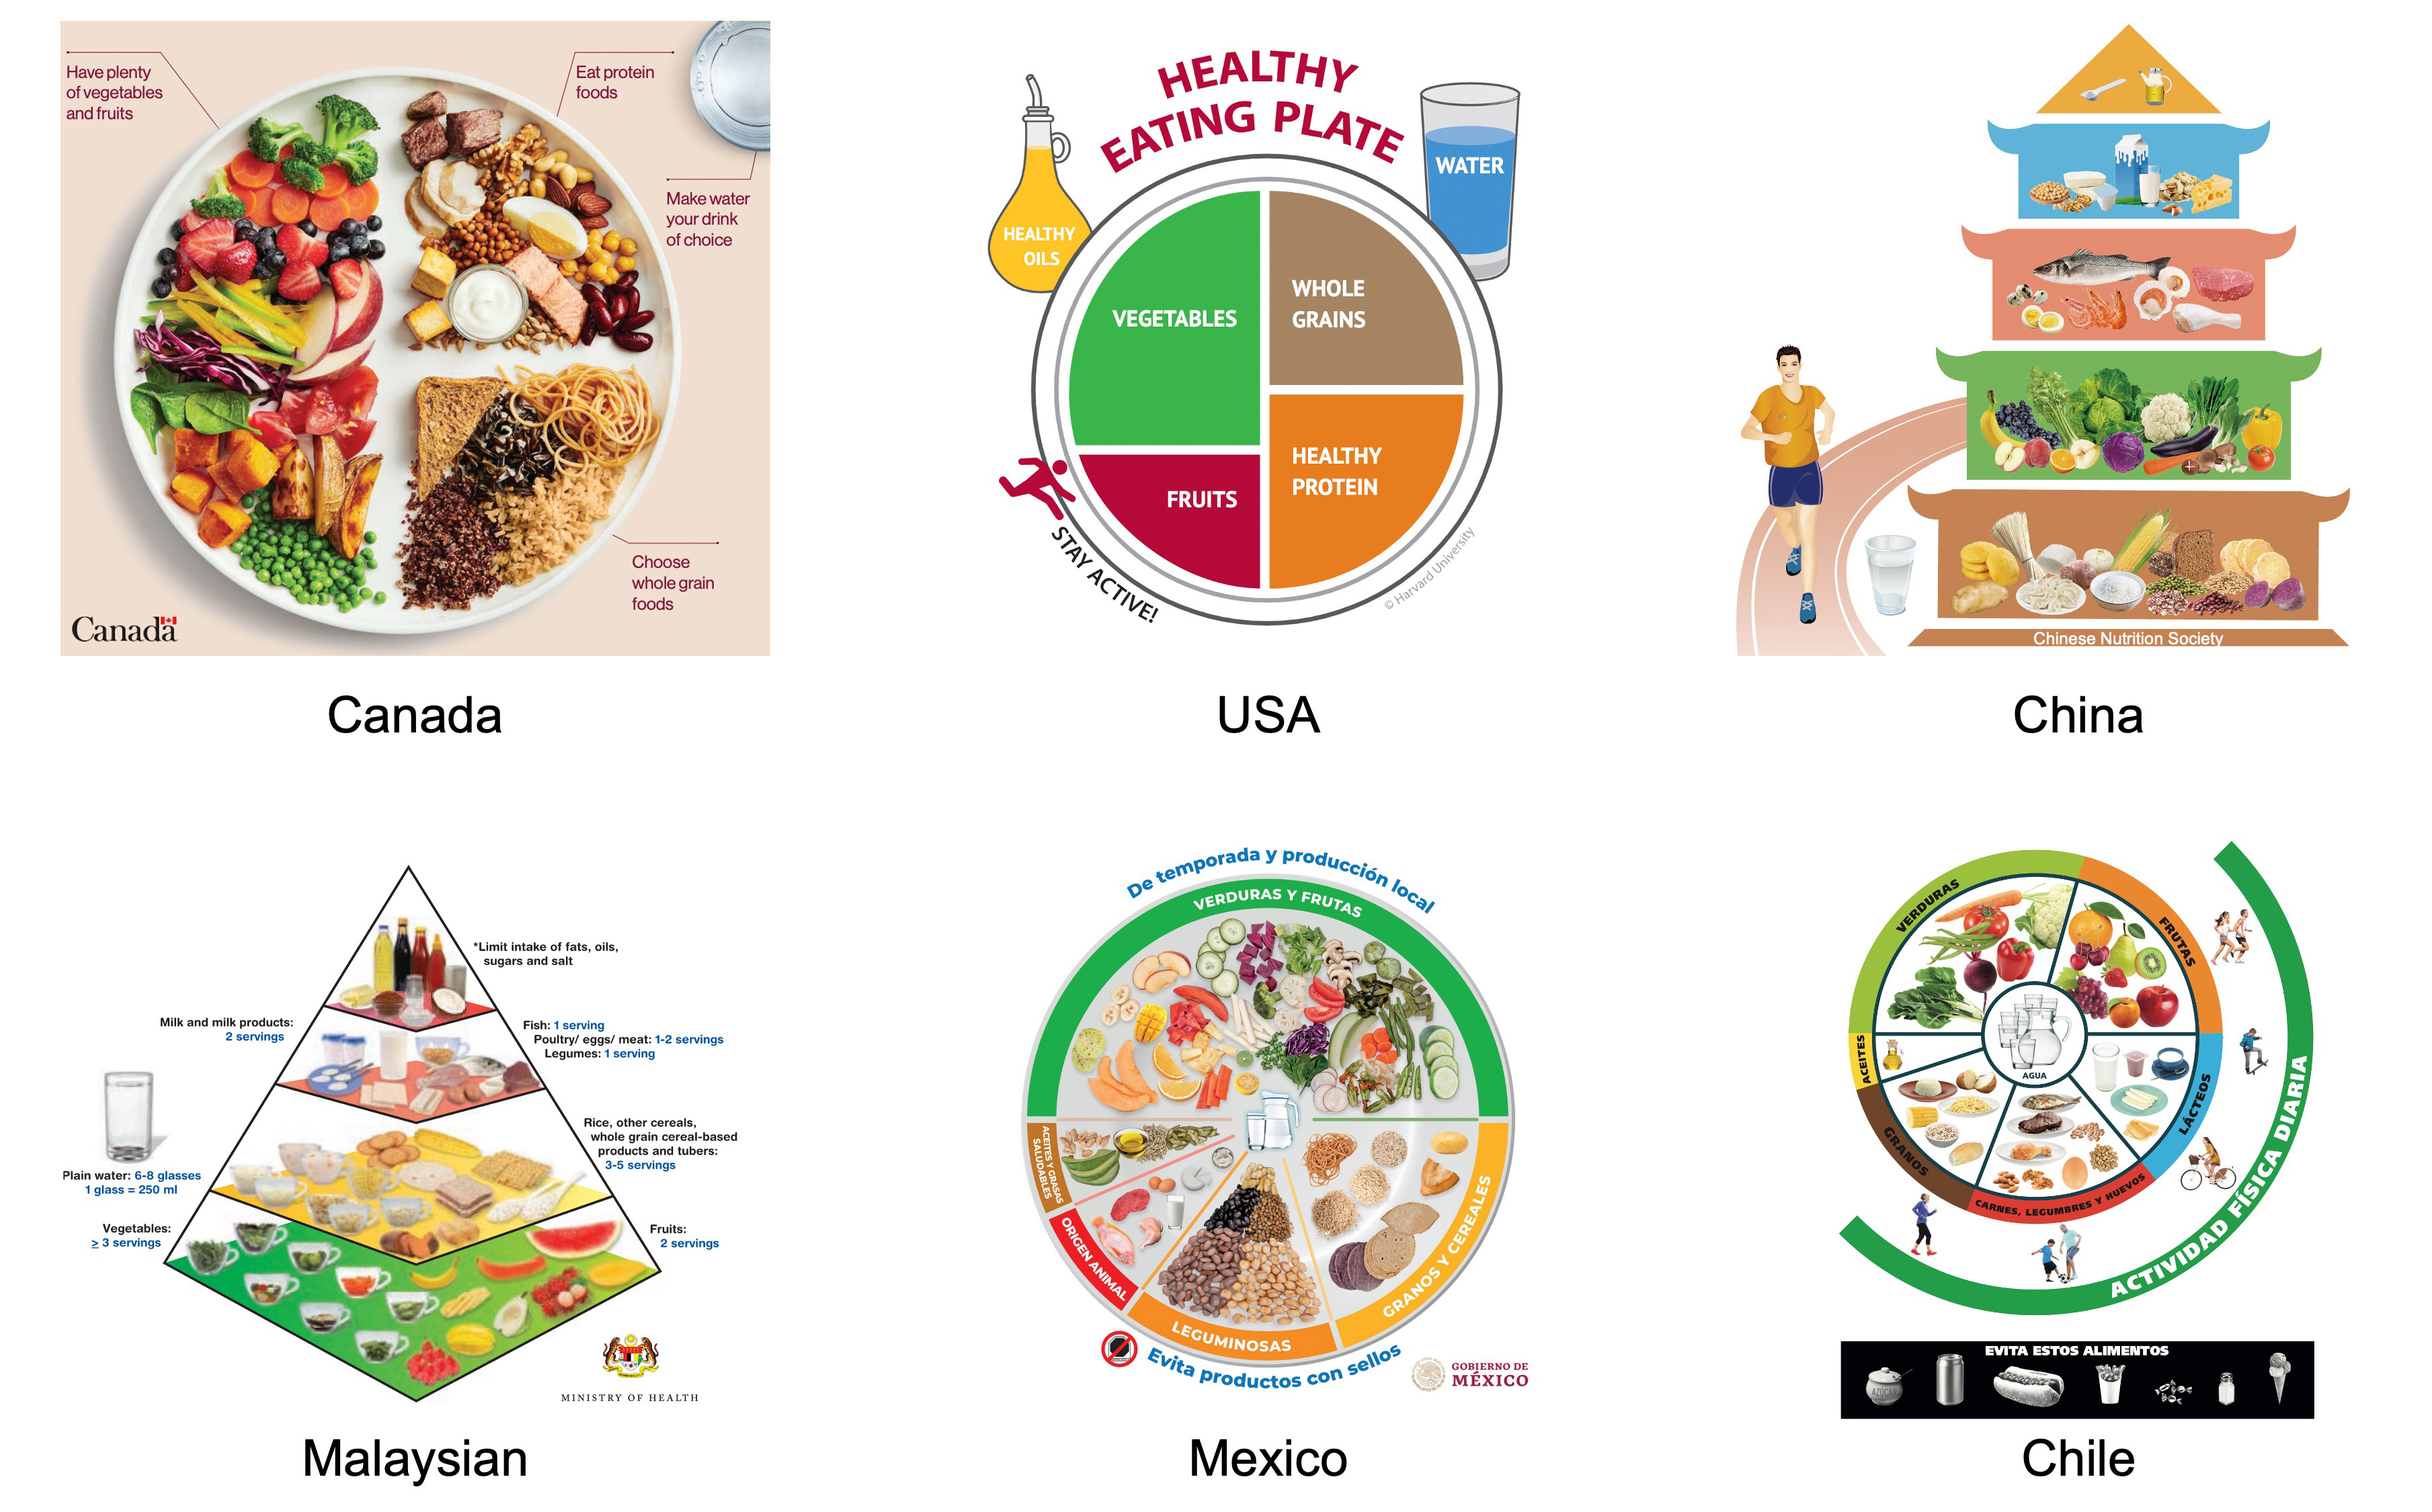 Have plenty
of vegetables
and fruits
Eat protein
foods
Make water
your drink
of choice
Choose
whole grain
foods
Canada
Canada
HEALTHY
EATING PLATE
HEALTHY
OILS
WATER
VEGETABLES
WHOLE
GRAINS
FRUITS
HEALTHY
PROTEIN
STAY ACTIVE!
© Harvard University
USA
Chinese Nutrition Society
China
*Limit intake of fats, oils,
sugars and salt
Milk and milk products:
2 servings
Fish: 1 serving
Poultry/ eggs/ meat: 1-2 servings
Legumes: 1 serving
Rice, other cereals,
whole grain cereal-based
products and tubers:
3-5 servings
Plain water: 6-8 glasses
1 glass = 250 ml
Vegetables:
≥ 3 servings
Fruits:
2 servings
MINISTRY OF HEALTH
Malaysian
De temporada y producción local
VERDURAS Y FRUTAS
ACEITES Y GRASAS
SALUDABLES
ORIGEN ANIMAL
LEGUMINOSAS
GRANOS Y CEREALES
Evita productos con sellos
GOBIERNO DE
MÉXICO
Mexico
VERDURAS
FRUTAS
ACEITES
AGUA
LÁCTEOS
GRANOS
CARNES, LEGUMBRES Y HUEVOS
ACTIVIDAD FÍSICA DIARIA
EVITA ESTOS ALIMENTOS
AZÚCAR
Chile